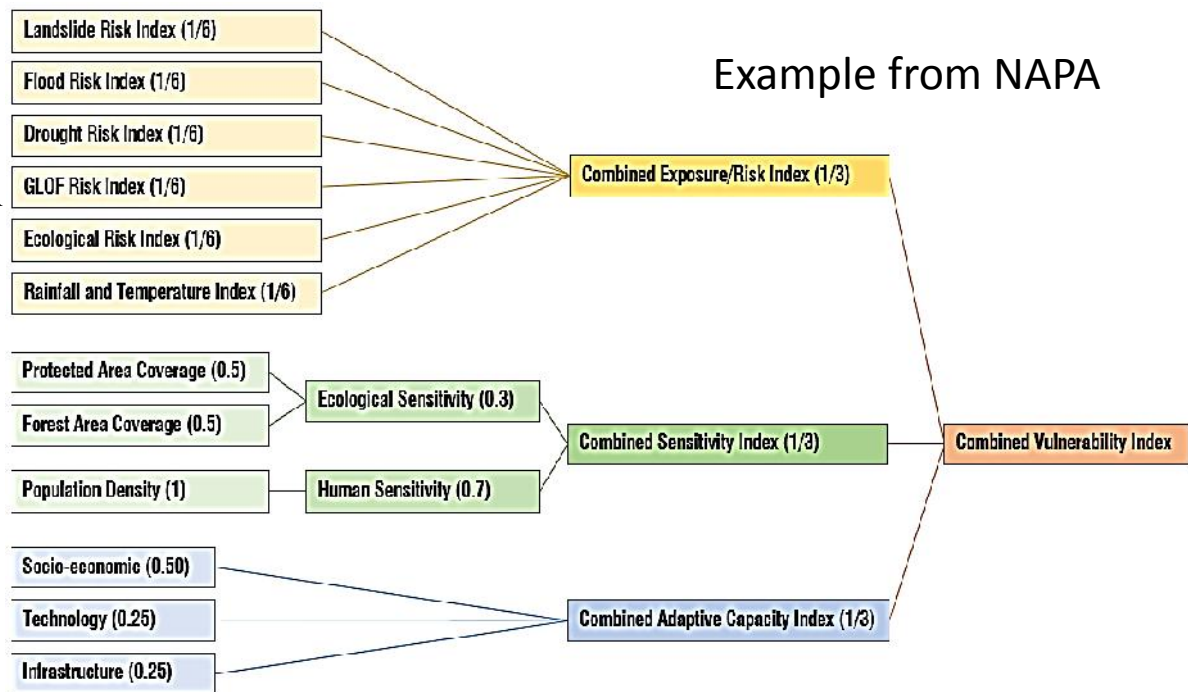 Example from NAPA
Landslide Risk Index (1/6)
Flood Risk Index (1/6)
Drought Risk Index (1/6)
GLOF Risk Index (1/6)
Ecological Risk Index (1/6)
Rainfall and Temperature Index (1/6)
Combined Exposure/Risk Index (1/3)
Protected Area Coverage (0.5)
Forest Area Coverage (0.5)
Population Density (1)
Ecological Sensitivity (0.3)
Human Sensitivity (0.7)
Combined Sensitivity Index (1/3)
Socio-economic (0.50)
Technology (0.25)
Infrastructure (0.25)
Combined Adaptive Capacity Index (1/3)
Combined Vulnerability Index